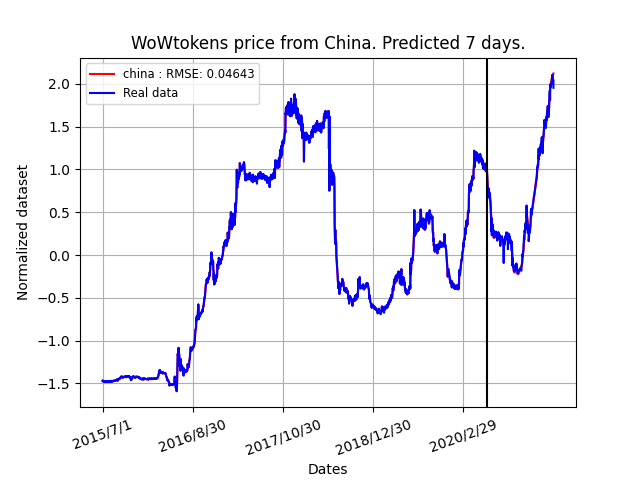 WoWtokens price from China. Predicted 7 days.
china : RMSE: 0.04643
Real data
2.0
1.5
1.0
0.5
0.0
−0.5
−1.0
−1.5
Normalized dataset
2015/7/1
2016/8/30
2017/10/30
2018/12/30
2020/2/29
Dates